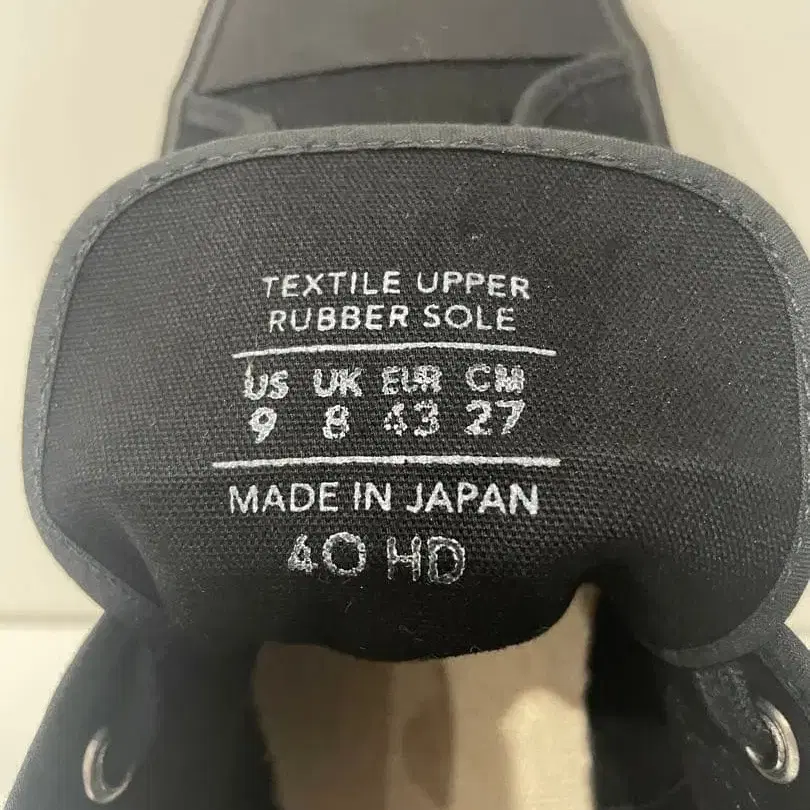 TEXTILE UPPER
RUBBER SOLE
US UK EUR CM
9 8 43 27
MADE IN JAPAN
40 HD